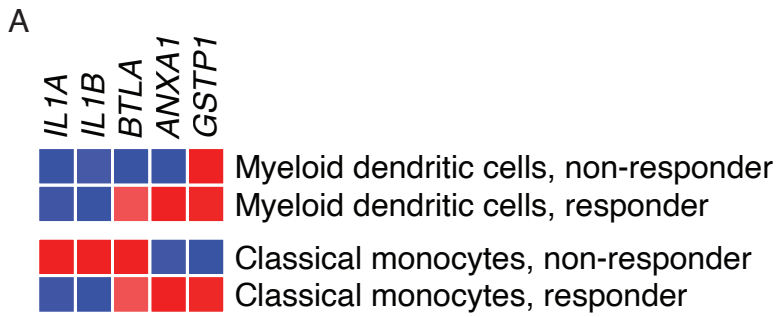 A
IL1A
IL1B
BTLA
ANXA1
GSTP1
Myeloid dendritic cells, non-responder
Myeloid dendritic cells, responder
Classical monocytes, non-responder
Classical monocytes, responder